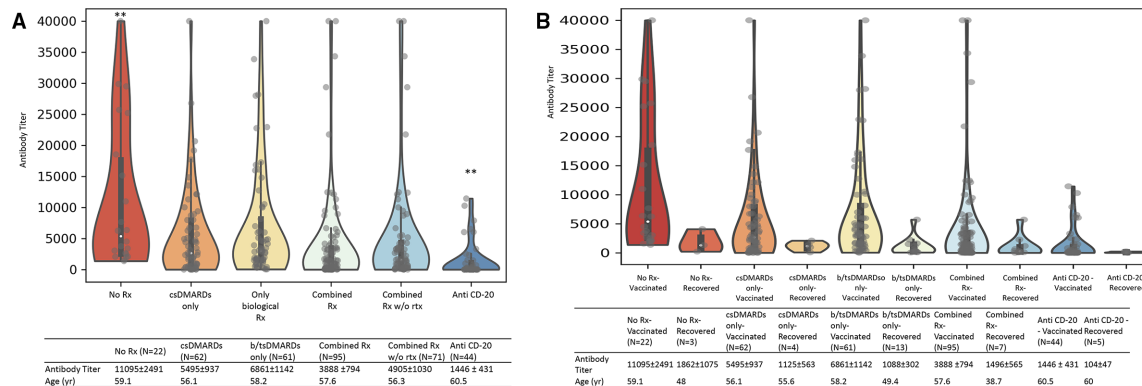 A
**
**
Antibody Titer
40000
35000
30000
25000
20000
15000
10000
5000
0
No Rx
csDMARDs only
Only biological Rx
Combined Rx
Combined Rx w/o rtx
Anti CD-20
No Rx (N=22) csDMARDs (N=62) b/tsDMARDs only (N=61) Combined Rx (N=95) Combined Rx w/o rtx (N=71) Anti CD-20 (N=44)
Antibody Titer 11095±2491 5495±937 6861±1142 3888 ±794 4905±1030 1446 ± 431
Age (yr) 59.1 56.1 58.2 57.6 56.3 60.5
B
Antibody Titer
40000
35000
30000
25000
20000
15000
10000
5000
0
No Rx-Vaccinated
No Rx-Recovered
csDMARDs only-Vaccinated
csDMARDs only-Recovered
b/tsDMARDso only-Vaccinated
b/tsDMARDs only-Recovered
Combined Rx-Vaccinated
Combined Rx-Recovered
Anti CD-20 - Vaccinated
Anti CD-20 - Recovered
No Rx- Vaccinated (N=22) No Rx- Recovered (N=3) csDMARDs only- Vaccinated (N=62) csDMARDs only- Recovered (N=4) b/tsDMARDs only- Vaccinated (N=61) b/tsDMARDs only- Recovered (N=13) Combined Rx- Vaccinated (N=95) Combined Rx- Recovered (N=7) Anti CD-20 - Vaccinated (N=44) Anti CD-20 - Recovered (N=5)
Antibody Titer 11095±2491 1862±1075 5495±937 1125±563 6861±1142 1088±302 3888 ±794 1496±565 1446 ± 431 104±47
Age (yr) 59.1 48 56.1 55.6 58.2 49.4 57.6 38.7 60.5 60